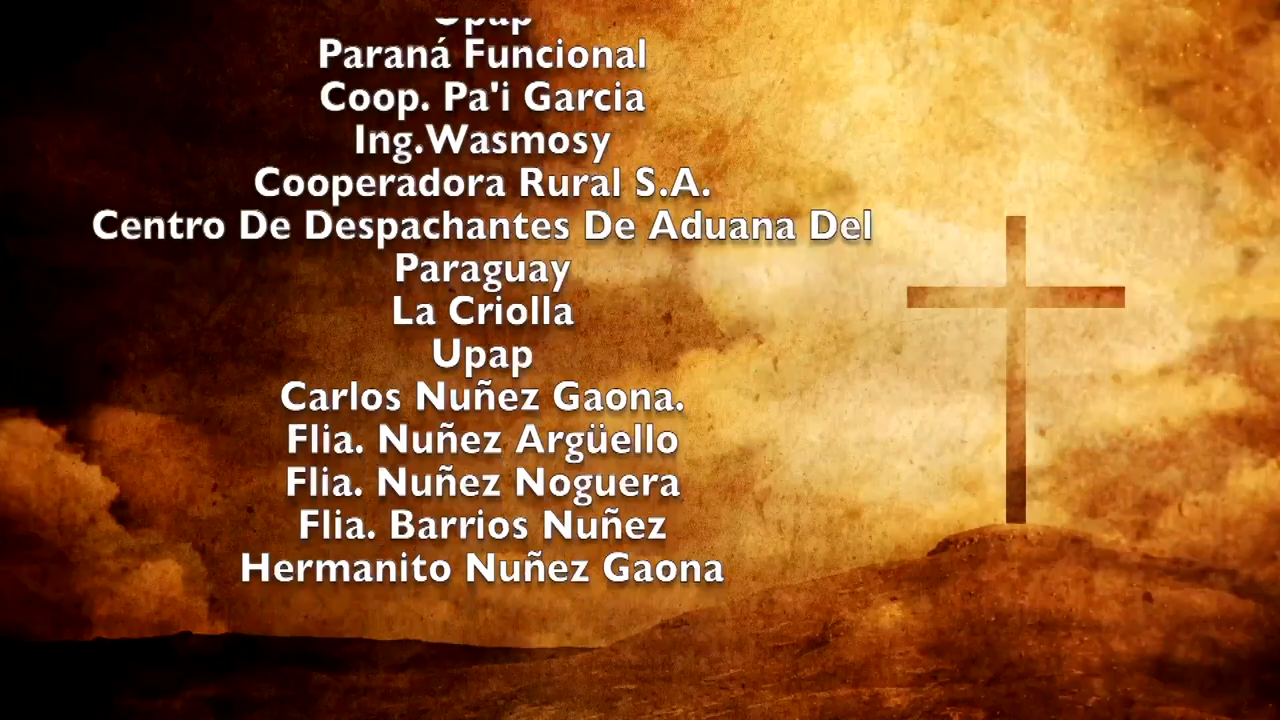 Paraná Funcional
Coop. Pa'i Garcia
Ing.Wasmosy
Cooperadora Rural S.A.
Centro De Despachantes De Aduana Del
Paraguay
La Criolla
Upap
Carlos Nuñez Gaona.
Flia. Nuñez Argüello
Flia. Nuñez Noguera
Flia. Barrios Nuñez
Hermanito Nuñez Gaona